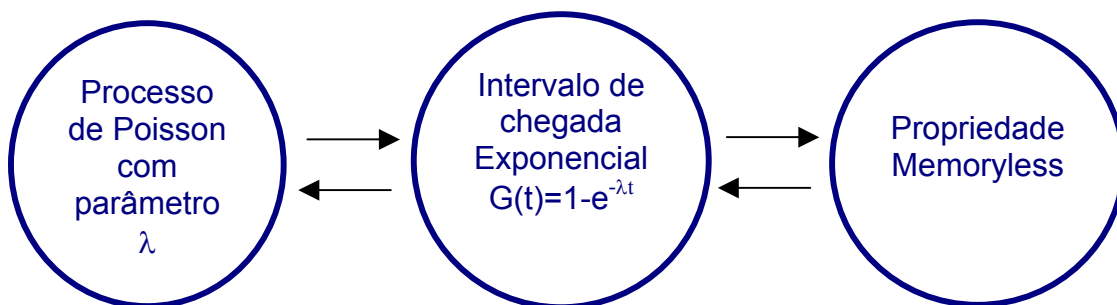 Processo
de Poisson
com
parâmetro
λ
Intervalo de
chegada
Exponencial
G(t)=1-e^-λt
Propriedade
Memoryless